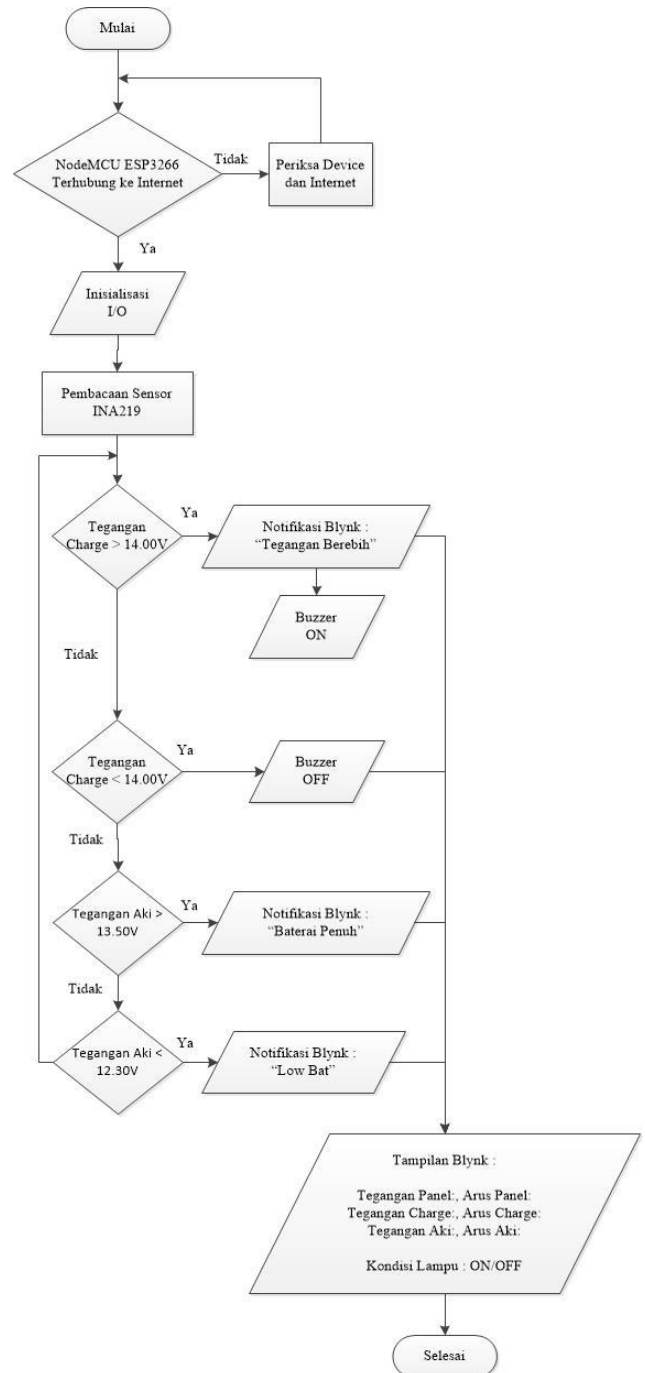 Mulai
NodeMCU ESP3266
Terhubung ke Internet
Tidak
Periksa Device
dan Internet
Ya
Inisialisasi
I/O
Pembacaan Sensor
INA219
Tegangan
Charge > 14.00V
Ya
Notifikasi Blynk :
“Tegangan Berebih”
Buzzer
ON
Tidak
Tegangan
Charge < 14.00V
Ya
Buzzer
OFF
Tidak
Tegangan Aki >
13.50V
Ya
Notifikasi Blynk :
“Baterai Penuh”
Tidak
Tegangan Aki <
12.30V
Ya
Notifikasi Blynk :
“Low Bat”
Tampilan Blynk :
Tegangan Panel:, Arus Panel:
Tegangan Charge:, Arus Charge:
Tegangan Aki:, Arus Aki:
Kondisi Lampu : ON/OFF
Selesai